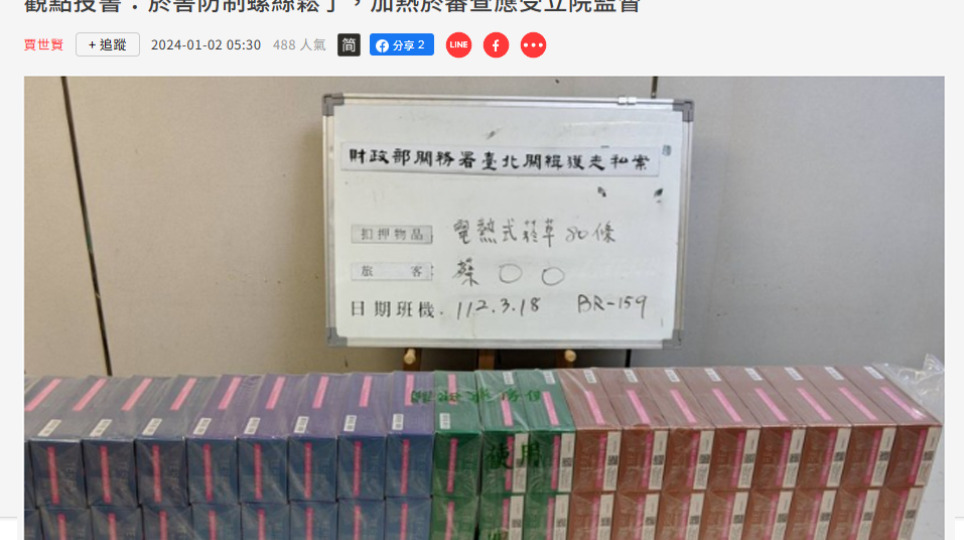 觀點投書：菸害防制螺絲鬆了，加熱菸審查應受立院監督
賈世賢 + 追蹤 2024-01-02 05:30 488 人氣 简 分享 2 LINE
財政部關務署臺北關緝獲走私案
扣押物品 電熱式菸草 80條
旅客： 蔡〇〇
日期班機. 112.3.18 BR-159
使用